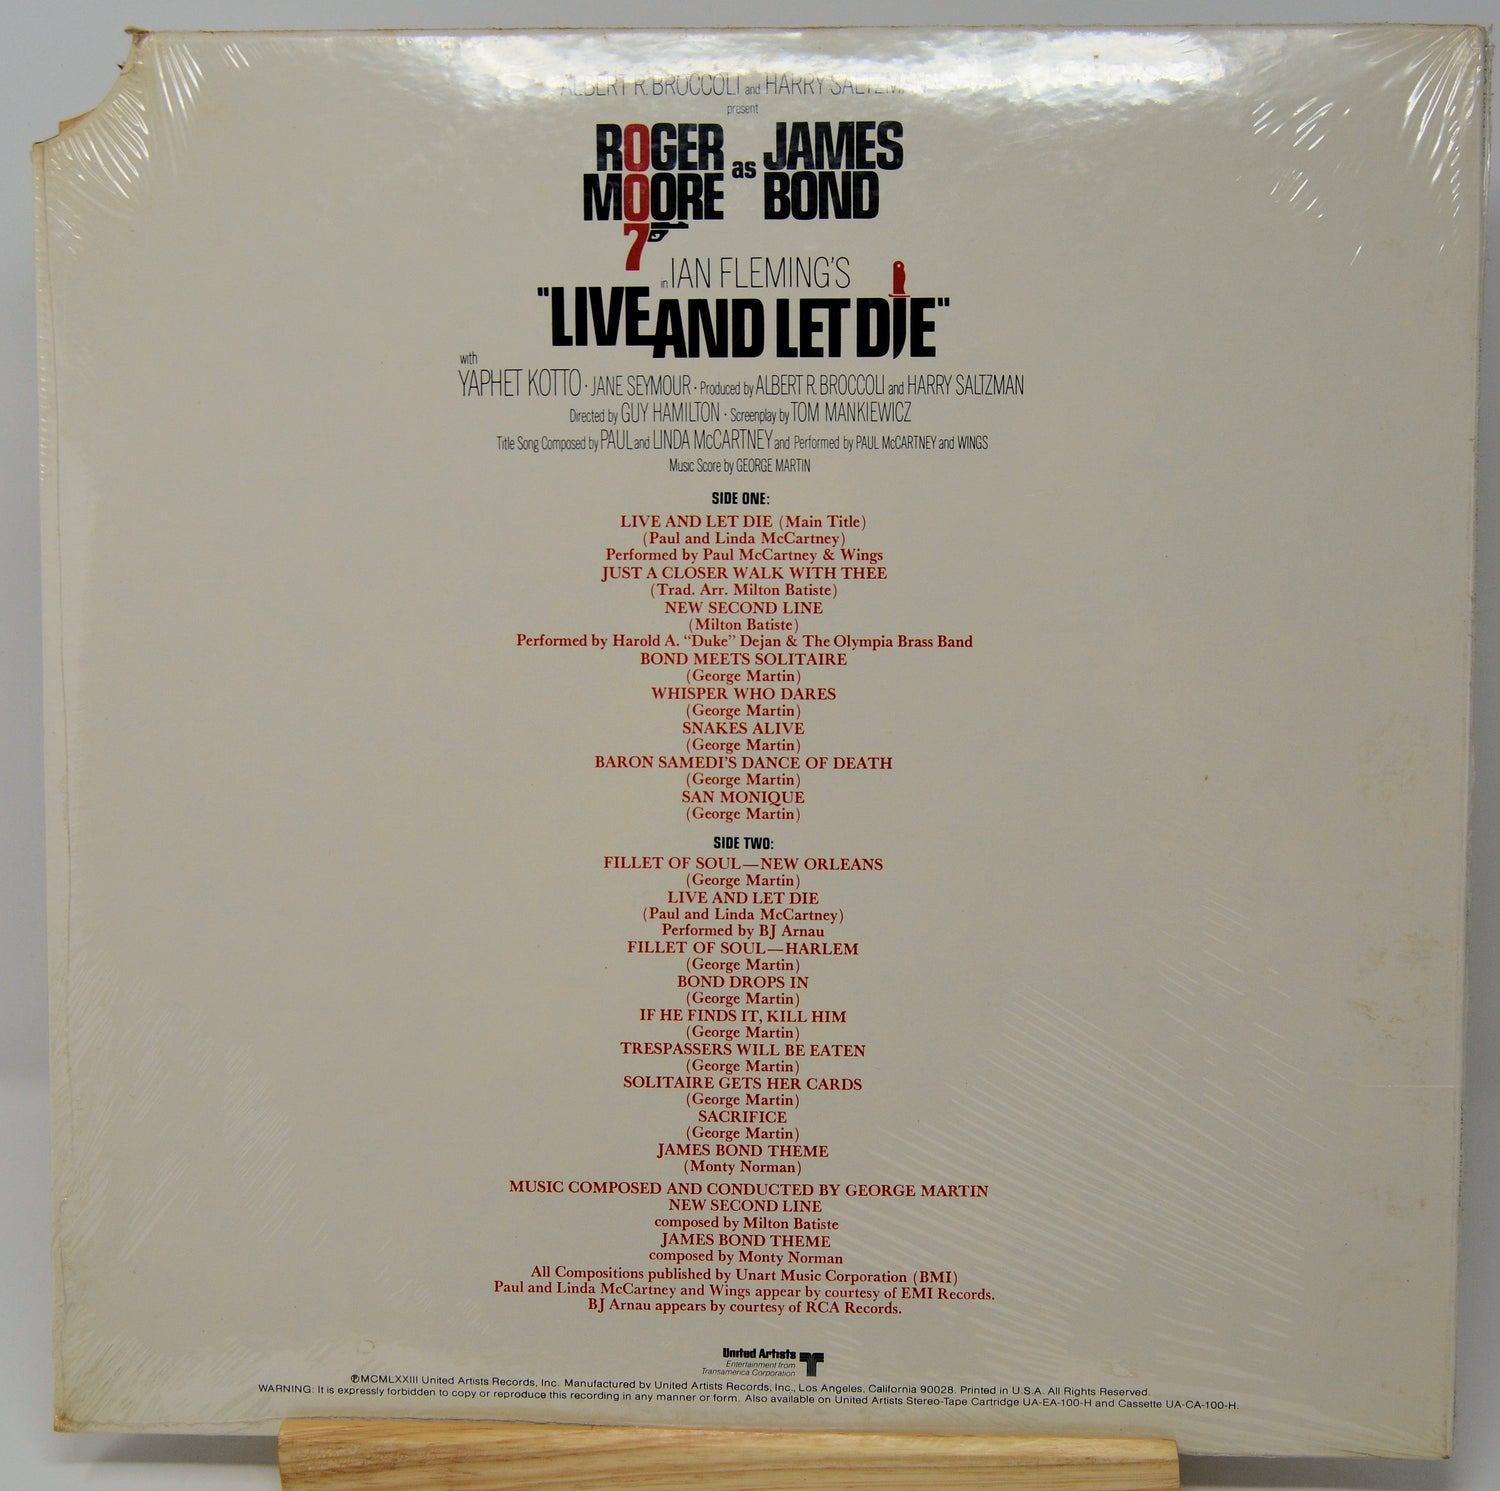 ALBERT R. BROCCOLI and HARRY SALTZMAN
present
ROGER MOORE as JAMES BOND
007
in IAN FLEMING'S
"LIVE AND LET DIE"
with
YAPHET KOTTO · JANE SEYMOUR · Produced by ALBERT R. BROCCOLI and HARRY SALTZMAN
Directed by GUY HAMILTON · Screenplay by TOM MANKIEWICZ
Title Song Composed by PAUL and LINDA McCARTNEY and Performed by PAUL McCARTNEY and WINGS
Music Score by GEORGE MARTIN
SIDE ONE:
LIVE AND LET DIE (Main Title)
(Paul and Linda McCartney)
Performed by Paul McCartney & Wings
JUST A CLOSER WALK WITH THEE
(Trad. Arr. Milton Batiste)
NEW SECOND LINE
(Milton Batiste)
Performed by Harold A. "Duke" Dejan & The Olympia Brass Band
BOND MEETS SOLITAIRE
(George Martin)
WHISPER WHO DARES
(George Martin)
SNAKES ALIVE
(George Martin)
BARON SAMEDI'S DANCE OF DEATH
(George Martin)
SAN MONIQUE
(George Martin)
SIDE TWO:
FILLET OF SOUL—NEW ORLEANS
(George Martin)
LIVE AND LET DIE
(Paul and Linda McCartney)
Performed by BJ Arnau
FILLET OF SOUL—HARLEM
(George Martin)
BOND DROPS IN
(George Martin)
IF HE FINDS IT, KILL HIM
(George Martin)
TRESPASSERS WILL BE EATEN
(George Martin)
SOLITAIRE GETS HER CARDS
(George Martin)
SACRIFICE
(George Martin)
JAMES BOND THEME
(Monty Norman)
MUSIC COMPOSED AND CONDUCTED BY GEORGE MARTIN
NEW SECOND LINE
composed by Milton Batiste
JAMES BOND THEME
composed by Monty Norman
All Compositions published by Unart Music Corporation (BMI)
Paul and Linda McCartney and Wings appear by courtesy of EMI Records.
BJ Arnau appears by courtesy of RCA Records.
United Artists
Entertainment from
Transamerica Corporation
℗MCMLXXIII United Artists Records, Inc. Manufactured by United Artists Records, Inc., Los Angeles, California 90028. Printed in U.S.A. All Rights Reserved.
WARNING: It is expressly forbidden to copy or reproduce this recording in any manner or form. Also available on United Artists Stereo-Tape Cartridge UA-EA-100-H and Cassette UA-CA-100-H.